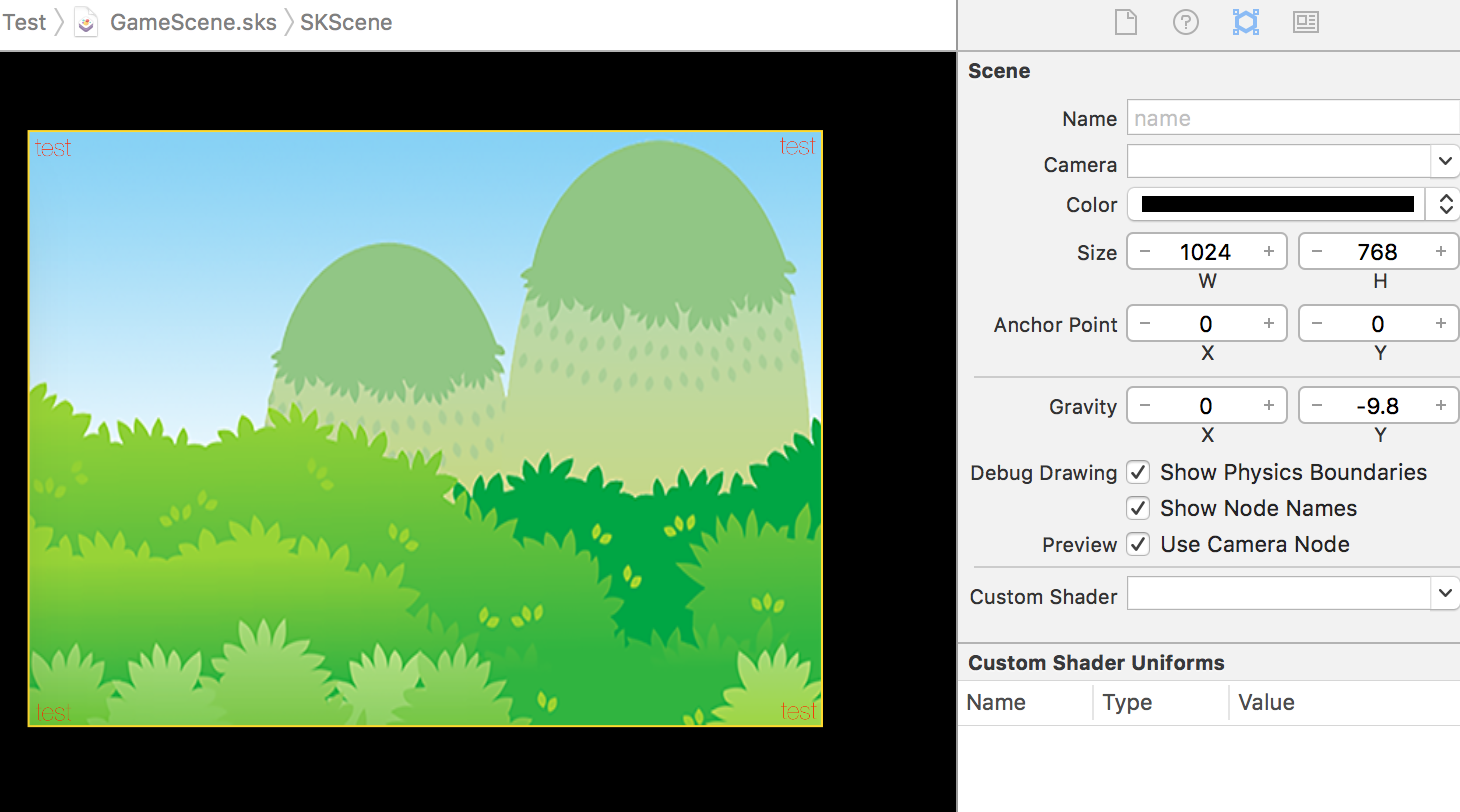 Test GameScene.sks SKScene
test test
test test
Scene
Name name
Camera
Color
Size - 1024 + - 768 +
W H
Anchor Point - 0 + - 0 +
X Y
Gravity - 0 + - -9.8 +
X Y
Debug Drawing Show Physics Boundaries
Show Node Names
Preview Use Camera Node
Custom Shader
Custom Shader Uniforms
Name Type Value